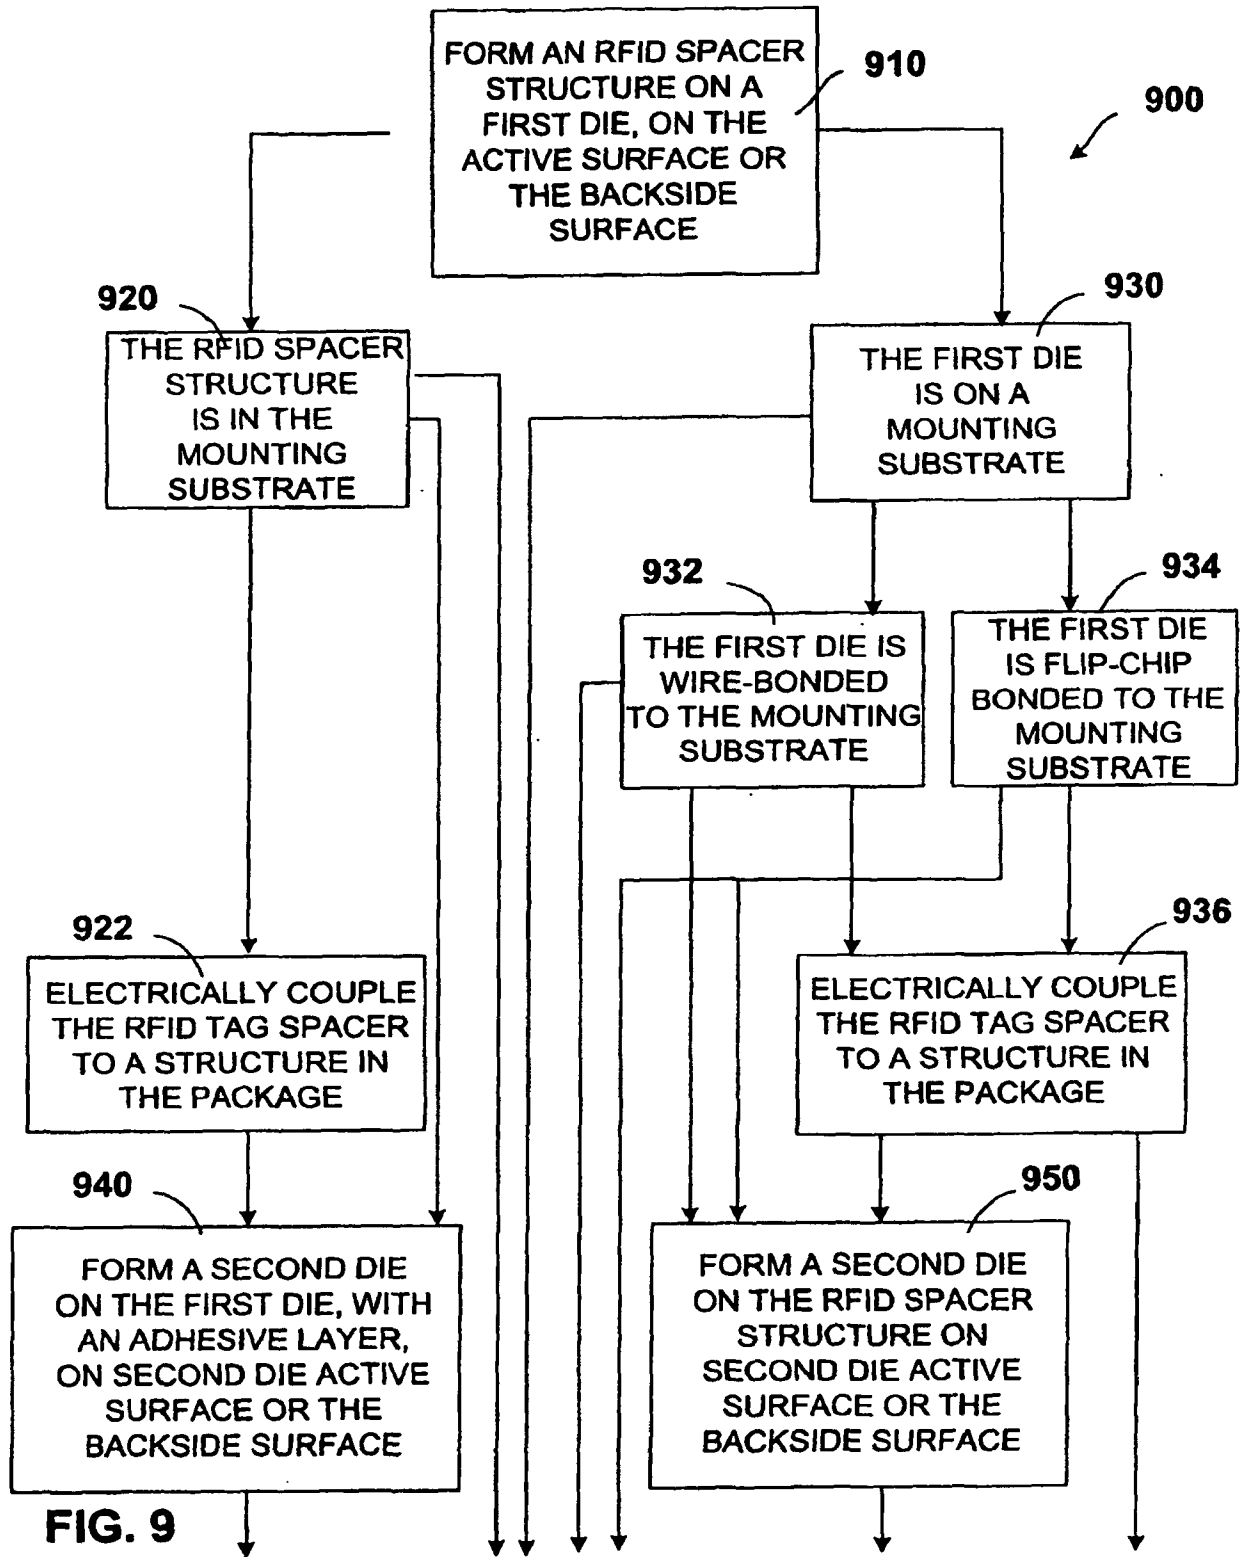 FORM AN RFID SPACER
STRUCTURE ON A
FIRST DIE, ON THE
ACTIVE SURFACE OR
THE BACKSIDE
SURFACE
910
900
920
THE RFID SPACER
STRUCTURE
IS IN THE
MOUNTING
SUBSTRATE
930
THE FIRST DIE
IS ON A
MOUNTING
SUBSTRATE
932
THE FIRST DIE IS
WIRE-BONDED
TO THE MOUNTING
SUBSTRATE
934
THE FIRST DIE
IS FLIP-CHIP
BONDED TO THE
MOUNTING
SUBSTRATE
922
ELECTRICALLY COUPLE
THE RFID TAG SPACER
TO A STRUCTURE IN
THE PACKAGE
936
ELECTRICALLY COUPLE
THE RFID TAG SPACER
TO A STRUCTURE IN
THE PACKAGE
940
FORM A SECOND DIE
ON THE FIRST DIE, WITH
AN ADHESIVE LAYER,
ON SECOND DIE ACTIVE
SURFACE OR THE
BACKSIDE SURFACE
950
FORM A SECOND DIE
ON THE RFID SPACER
STRUCTURE ON
SECOND DIE ACTIVE
SURFACE OR THE
BACKSIDE SURFACE
FIG. 9